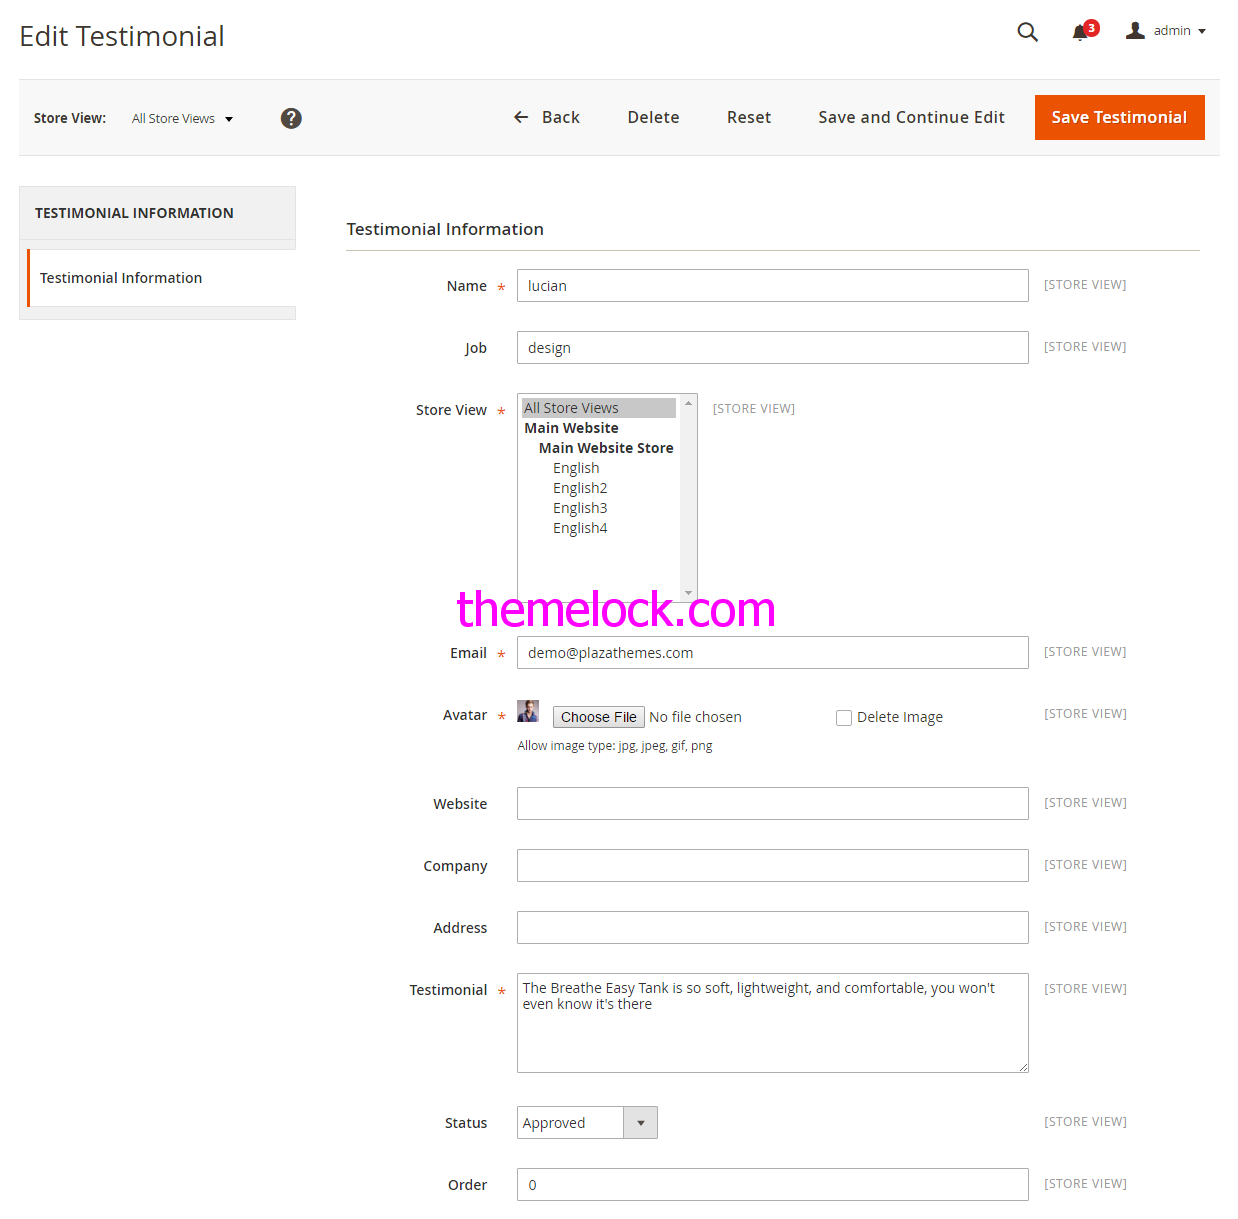 Edit Testimonial
3
admin
Store View: All Store Views
?
Back
Delete
Reset
Save and Continue Edit
Save Testimonial
TESTIMONIAL INFORMATION
Testimonial Information
Testimonial Information
Name * lucian [STORE VIEW]
Job design [STORE VIEW]
Store View * All Store Views [STORE VIEW]
Main Website
Main Website Store
English
English2
English3
English4
themelock.com
Email * demo@plazathemes.com [STORE VIEW]
Avatar * Choose File No file chosen Delete Image [STORE VIEW]
Allow image type: jpg, jpeg, gif, png
Website [STORE VIEW]
Company [STORE VIEW]
Address [STORE VIEW]
Testimonial * The Breathe Easy Tank is so soft, lightweight, and comfortable, you won't [STORE VIEW]
even know it's there
Status Approved [STORE VIEW]
Order 0 [STORE VIEW]